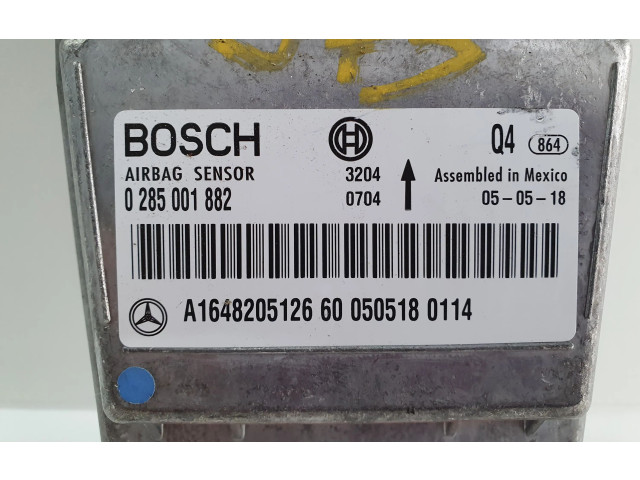 BOSCH Q4 864
AIRBAG SENSOR 3204 Assembled in Mexico
0 285 001 882 0704 05-05-18
A1648205126 60 050518 0114